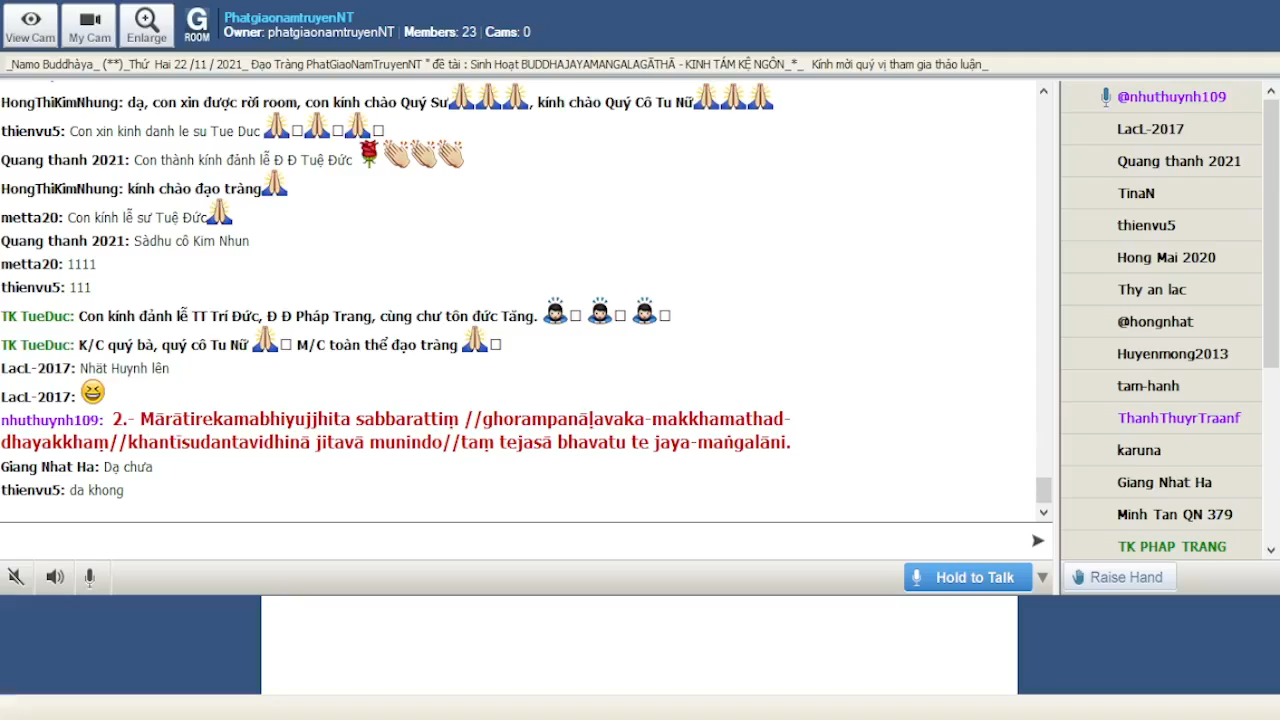 View Cam
My Cam
Enlarge
G
ROOM
PhatgiaonamtruyenNT
Owner: phatgiaonamtruyenNT | Members: 23 | Cams: 0
_Namo Buddhàya_ (**)_Thứ Hai 22 /11 / 2021_ Đạo Tràng PhatGiaoNamTruyenNT " đề tài : Sinh Hoạt BUDDHAJAYAMANGALAGĀTHĀ - KINH TÁM KỆ NGÔN_*_ Kính mời quý vị tham gia thảo luận_
HongThiKimNhung: dạ, con xin được rời room, con kính chào Quý Sư🙏🙏🙏, kính chào Quý Cô Tu Nữ🙏🙏🙏
thienvu5: Con xin kinh danh le su Tue Duc 🙏□🙏□🙏□
Quang thanh 2021: Con thành kính đảnh lễ Đ Đ Tuệ Đức 🌹👏👏👏
HongThiKimNhung: kính chào đạo tràng🙏
metta20: Con kính lễ sư Tuệ Đức🙏
Quang thanh 2021: Sàdhu cô Kim Nhun
metta20: 1111
thienvu5: 111
TK TueDuc: Con kính đảnh lễ TT Trí Đức, Đ Đ Pháp Trang, cùng chư tôn đức Tăng. 🙇□ 🙇□ 🙇□
TK TueDuc: K/C quý bà, quý cô Tu Nữ 🙏□ M/C toàn thể đạo tràng 🙏□
LacL-2017: Nhất Huynh lên
LacL-2017: 😆
nhuthuynh109: 2.- Mārātirekamabhiyujjhita sabbarattiṃ //ghorampanāḷavaka-makkhamathad-
dhayakkhaṃ//khantīsudantavidhinā jitavā munindo//taṃ tejasā bhavatu te jaya-maṅgalāni.
Giang Nhat Ha: Dạ chưa
thienvu5: da khong
Hold to Talk
@nhuthuynh109
LacL-2017
Quang thanh 2021
TinaN
thienvu5
Hong Mai 2020
Thy an lac
@hongnhat
Huyenmong2013
tam-hanh
ThanhThuyrTraanf
karuna
Giang Nhat Ha
Minh Tan QN 379
TK PHAP TRANG
Raise Hand